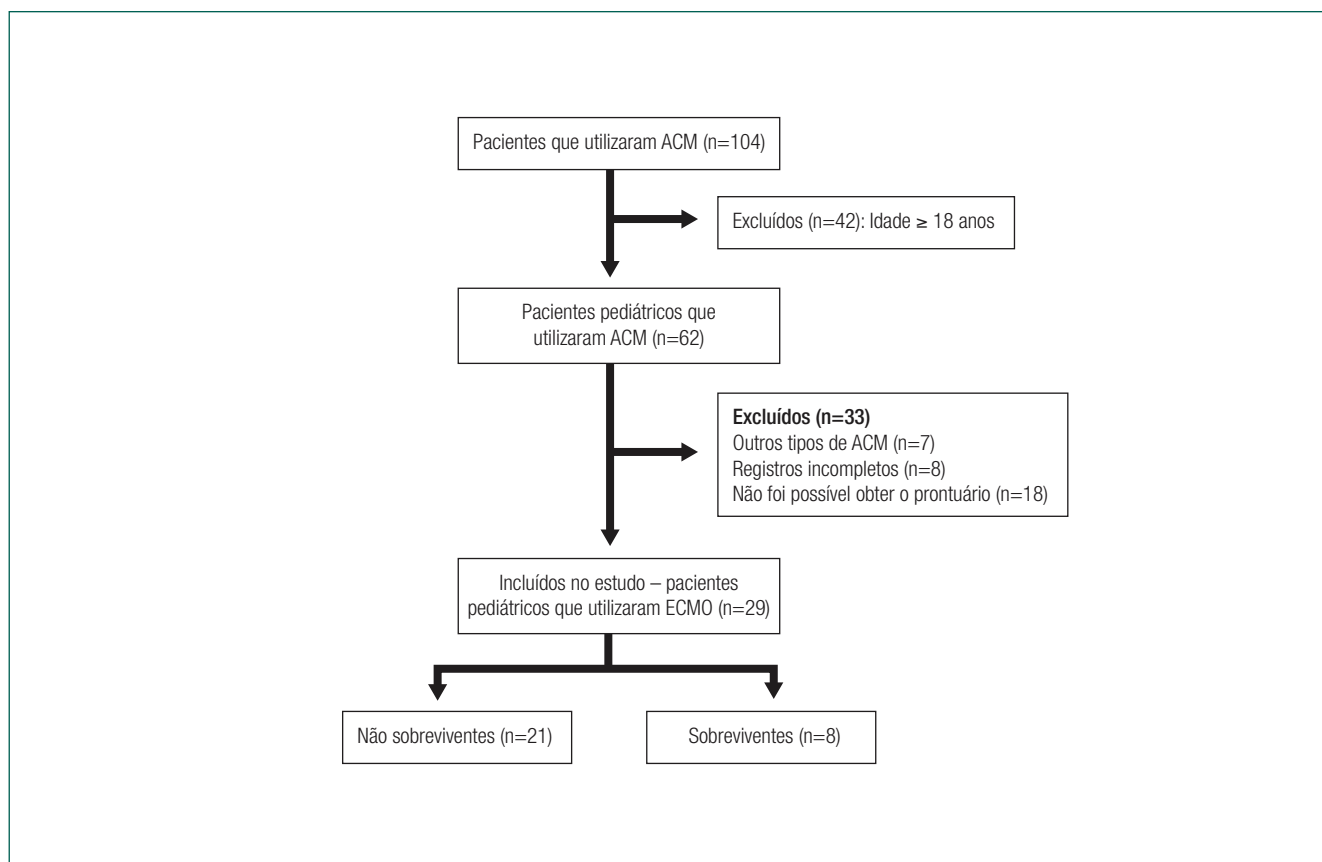 Pacientes que utilizaram ACM (n=104)
Excluídos (n=42): Idade ≥ 18 anos
Pacientes pediátricos que
utilizaram ACM (n=62)
Excluídos (n=33)
Outros tipos de ACM (n=7)
Registros incompletos (n=8)
Não foi possível obter o prontuário (n=18)
Incluídos no estudo – pacientes
pediátricos que utilizaram ECMO (n=29)
Não sobreviventes (n=21)
Sobreviventes (n=8)